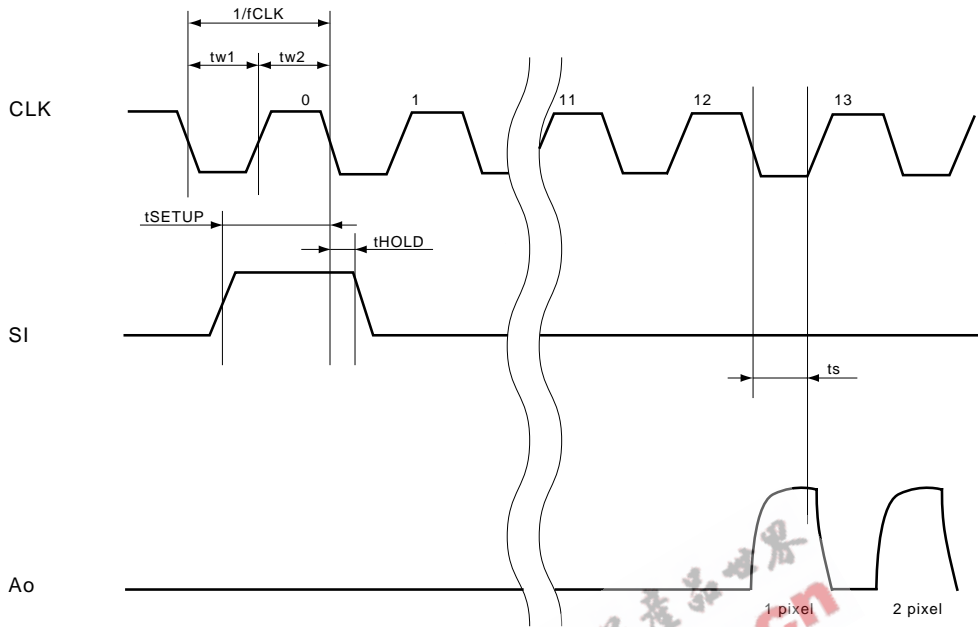 1/fCLK
tw1 tw2
CLK
0 1 11 12 13
tSETUP
tHOLD
SI
ts
Ao
1 pixel 2 pixel